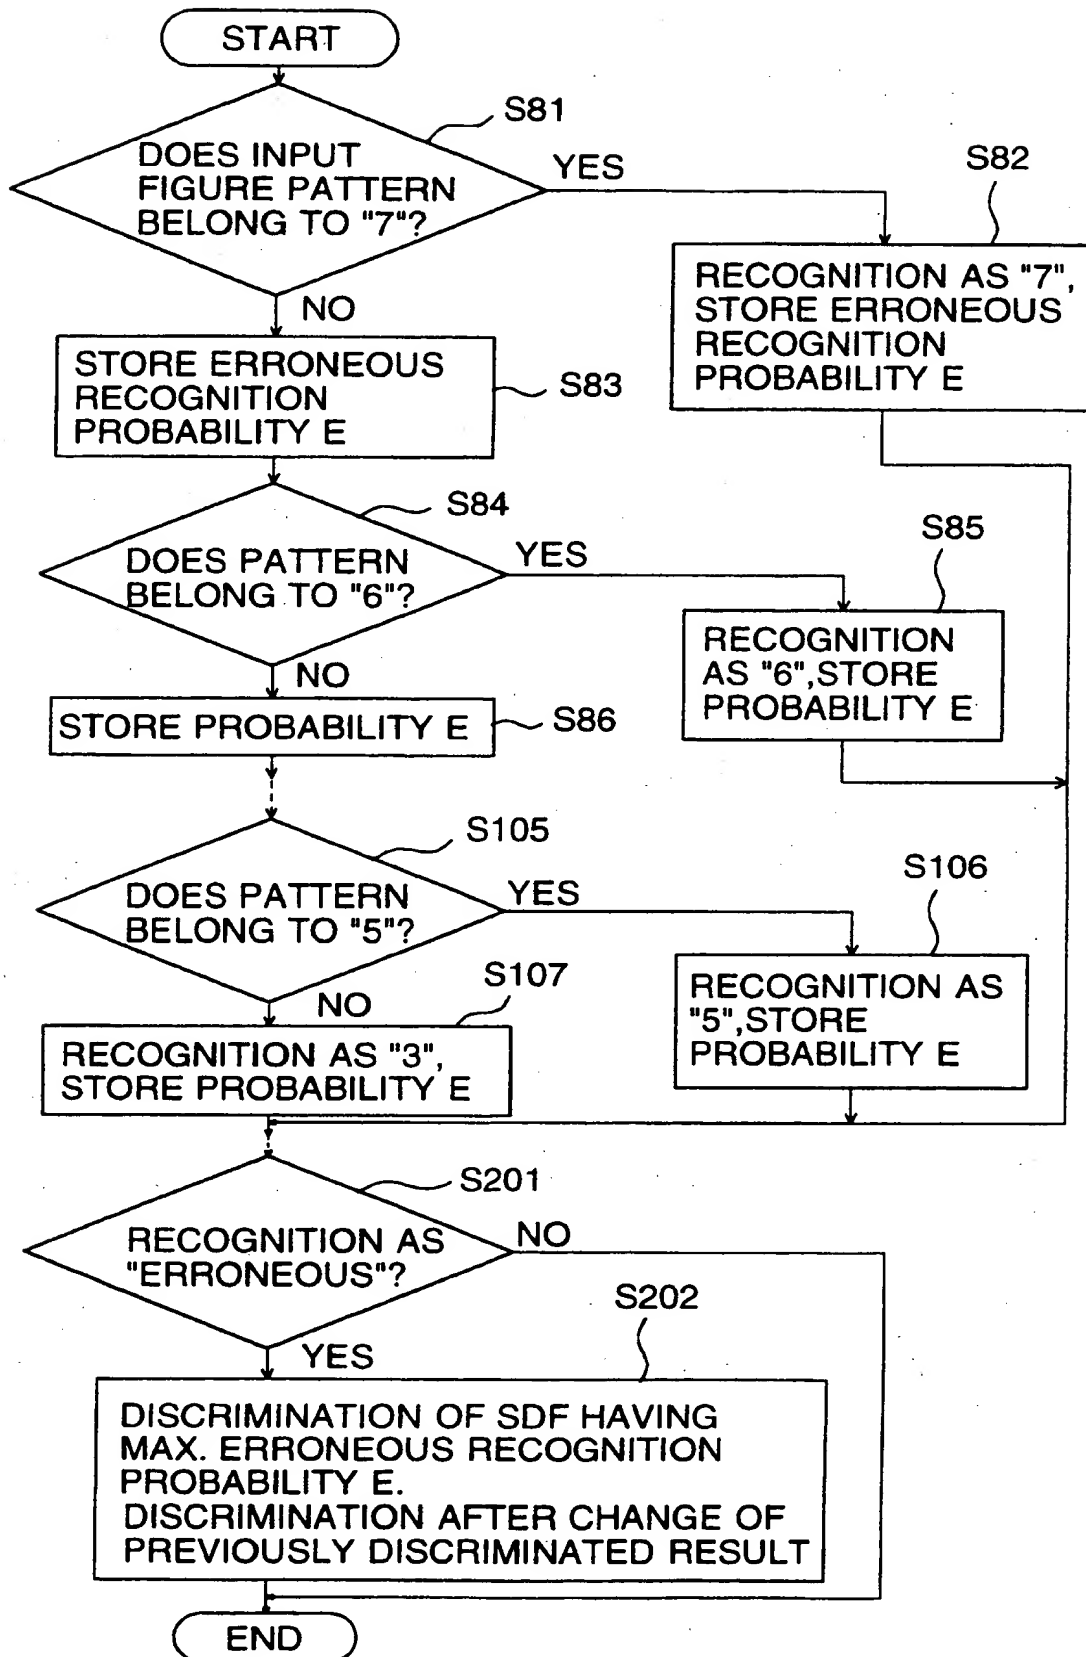 START
S81
DOES INPUT
FIGURE PATTERN
BELONG TO "7"?
YES
S82
RECOGNITION AS "7",
STORE ERRONEOUS
RECOGNITION
PROBABILITY E
NO
STORE ERRONEOUS
RECOGNITION
PROBABILITY E
S83
S84
DOES PATTERN
BELONG TO "6"?
YES
S85
RECOGNITION
AS "6",STORE
PROBABILITY E
NO
STORE PROBABILITY E
S86
S105
DOES PATTERN
BELONG TO "5"?
YES
S106
RECOGNITION AS
"5",STORE
PROBABILITY E
NO
S107
RECOGNITION AS "3",
STORE PROBABILITY E
S201
RECOGNITION AS
"ERRONEOUS"?
NO
YES
S202
DISCRIMINATION OF SDF HAVING
MAX. ERRONEOUS RECOGNITION
PROBABILITY E.
DISCRIMINATION AFTER CHANGE OF
PREVIOUSLY DISCRIMINATED RESULT
END